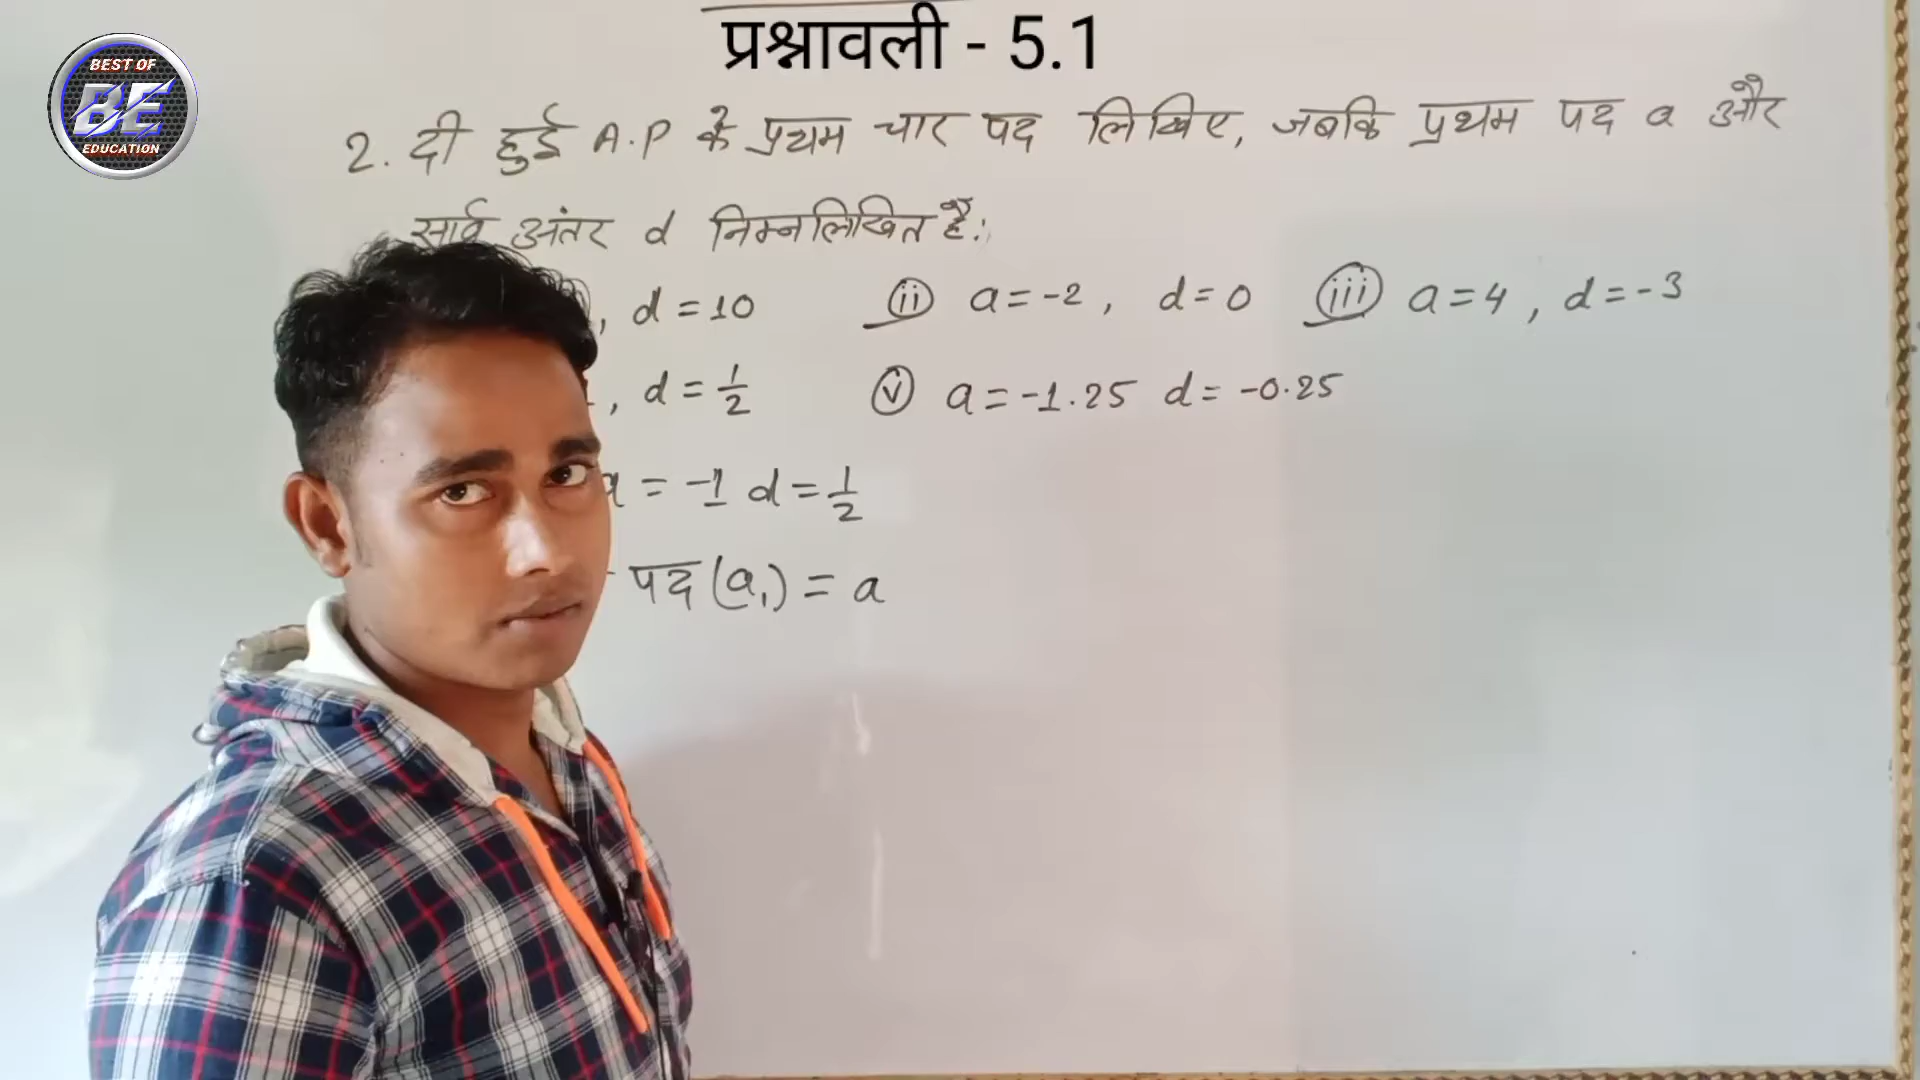 BEST OF
BE
EDUCATION
प्रश्नावली - 5.1
2. दी हुई A.P के प्रथम चार पद लिखिए, जबकि प्रथम पद a और
सार्व अंतर d निम्नलिखित हैं:
, d = 10 (ii) a = -2 , d = 0 (iii) a = 4 , d = -3
, d = 1/2 (v) a = -1.25 d = -0.25
a = -1 d = 1/2
पद (a₁) = a